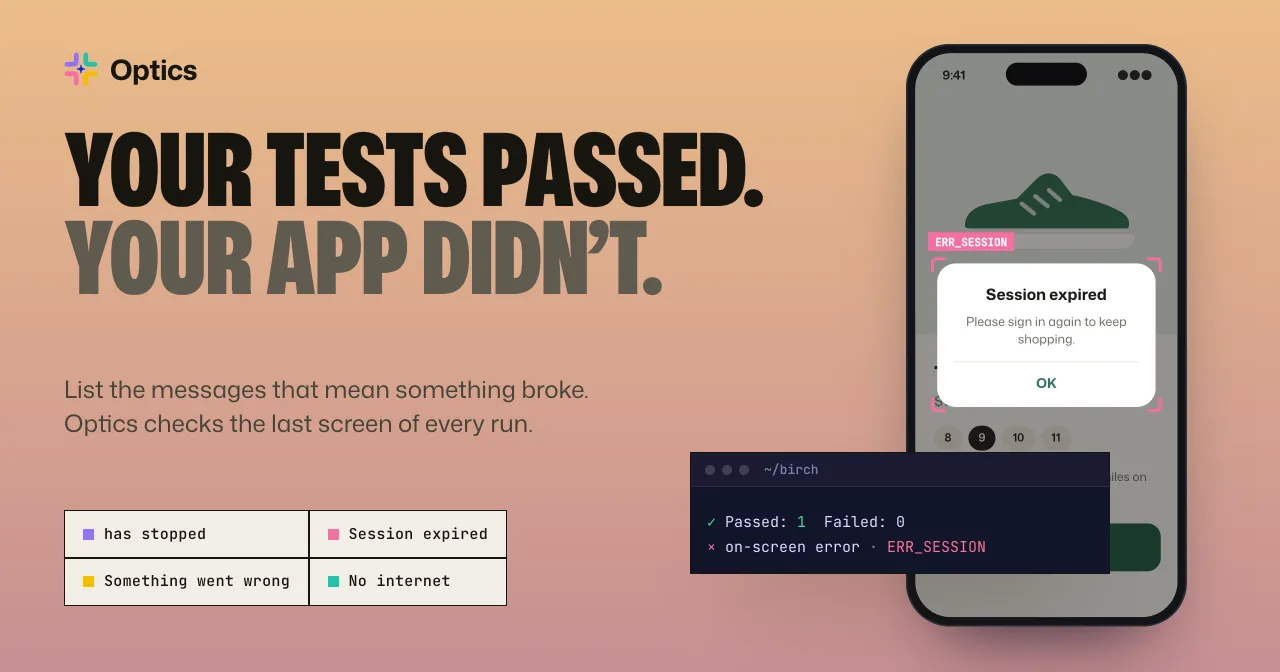 Optics
YOUR TESTS PASSED.
YOUR APP DIDN’T.
List the messages that mean something broke.
Optics checks the last screen of every run.
has stopped
Session expired
Something went wrong
No internet
9:41
ERR_SESSION
Session expired
Please sign in again to keep
shopping.
OK
8 9 10 11
on
~/birch
✓ Passed: 1 Failed: 0
× on-screen error · ERR_SESSION